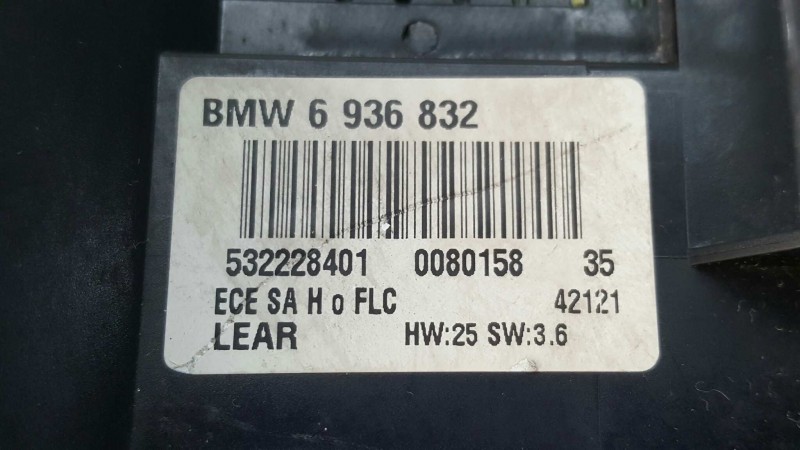 BMW 6 936 832
532228401 0080158 35
ECE SA H o FLC 42121
LEAR HW:25 SW:3.6